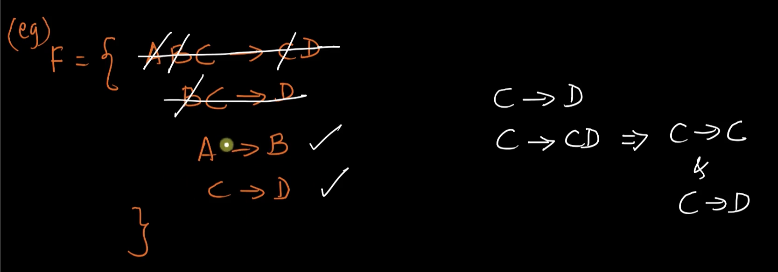 (eg)
F = { ABC → CD
BC → D
A → B ✓
C → D ✓
}
C → D
C → CD ⇒ C → C
&
C → D